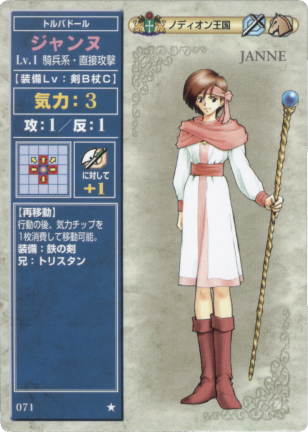 トルバドール
ジャンヌ
Lv.1 騎兵系・直接攻撃
【装備Lv：剣B杖C】
気力：3
攻：1／反：1
に対して
+1
【再移動】
行動の後、気力チップを
1枚消費して移動可能。
装備：鉄の剣
兄：トリスタン
071 ★
ノディオン王国
JANNE